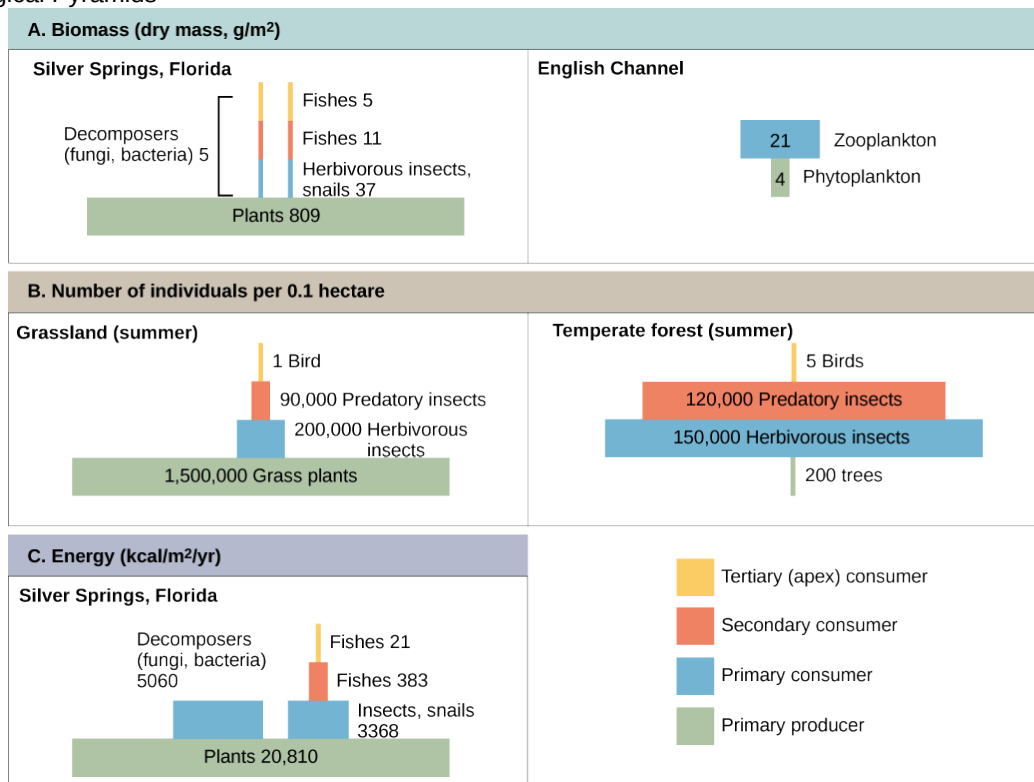 A. Biomass (dry mass, g/m²)
Silver Springs, Florida
Fishes 5
Fishes 11
Decomposers
(fungi, bacteria) 5
Herbivorous insects,
snails 37
Plants 809
English Channel
21 Zooplankton
4 Phytoplankton
B. Number of individuals per 0.1 hectare
Grassland (summer)
1 Bird
90,000 Predatory insects
200,000 Herbivorous
insects
1,500,000 Grass plants
Temperate forest (summer)
5 Birds
120,000 Predatory insects
150,000 Herbivorous insects
200 trees
C. Energy (kcal/m²/yr)
Silver Springs, Florida
Decomposers
(fungi, bacteria)
5060
Fishes 21
Fishes 383
Insects, snails
3368
Plants 20,810
Tertiary (apex) consumer
Secondary consumer
Primary consumer
Primary producer